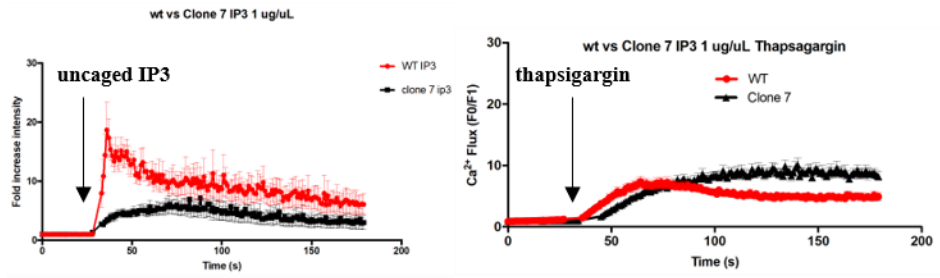 wt vs Clone 7 IP3 1 ug/uL
uncaged IP3
WT IP3
clone 7 ip3
Fold increase intensity
30
20
10
0
0
50
100
150
200
Time (s)
wt vs Clone 7 IP3 1 ug/uL Thapsagargin
thapsigargin
WT
Clone 7
Ca2+ Flux (F0/F1)
30
20
10
0
0
50
100
150
200
Time (s)